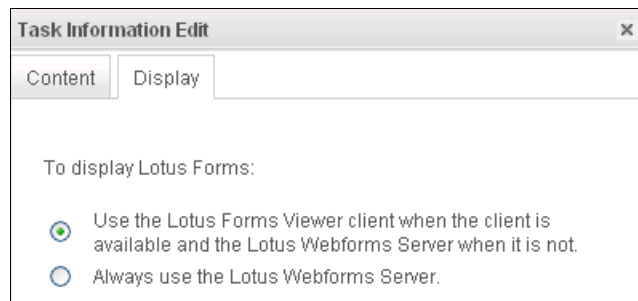 Task Information Edit
Content
Display
To display Lotus Forms:
Use the Lotus Forms Viewer client when the client is
available and the Lotus Webforms Server when it is not.
Always use the Lotus Webforms Server.